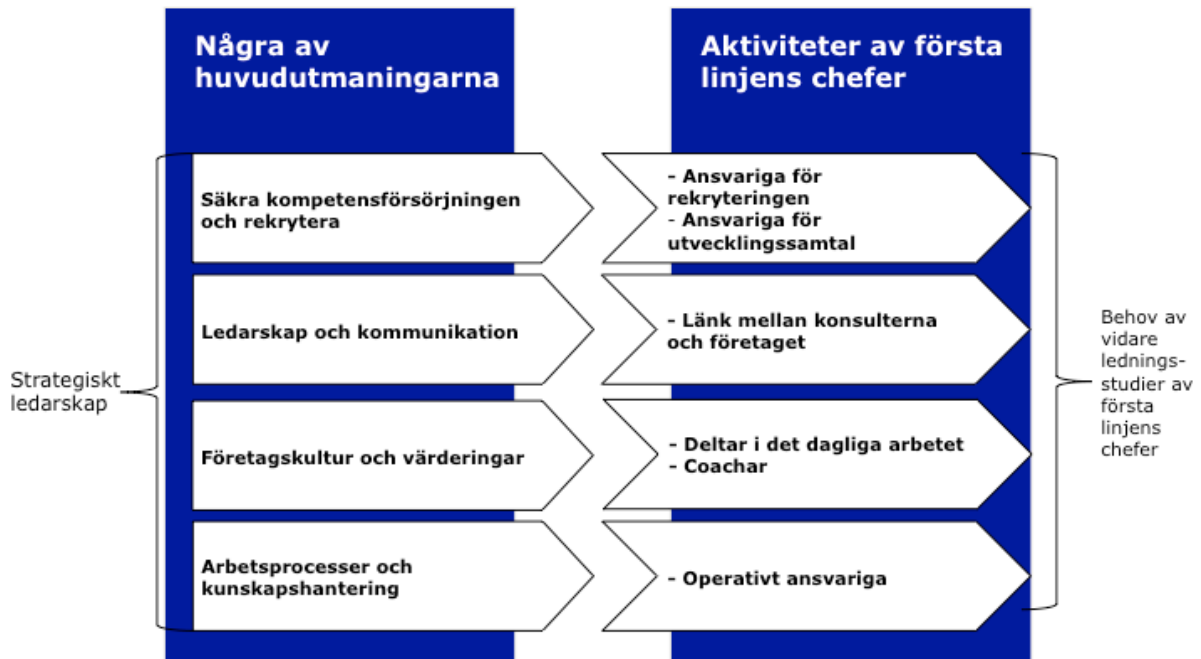 Några av
huvudutmaningarna
Aktiviteter av första
linjens chefer
Säkra kompetensförsörjningen
och rekrytera
- Ansvariga för
rekryteringen
- Ansvariga för
utvecklingssamtal
Ledarskap och kommunikation
- Länk mellan konsulterna
och företaget
Strategiskt
ledarskap
Behov av
vidare
lednings-
studier av
första
linjens
chefer
Företagskultur och värderingar
- Deltar i det dagliga arbetet
- Coachar
Arbetsprocesser och
kunskapshantering
- Operativt ansvariga